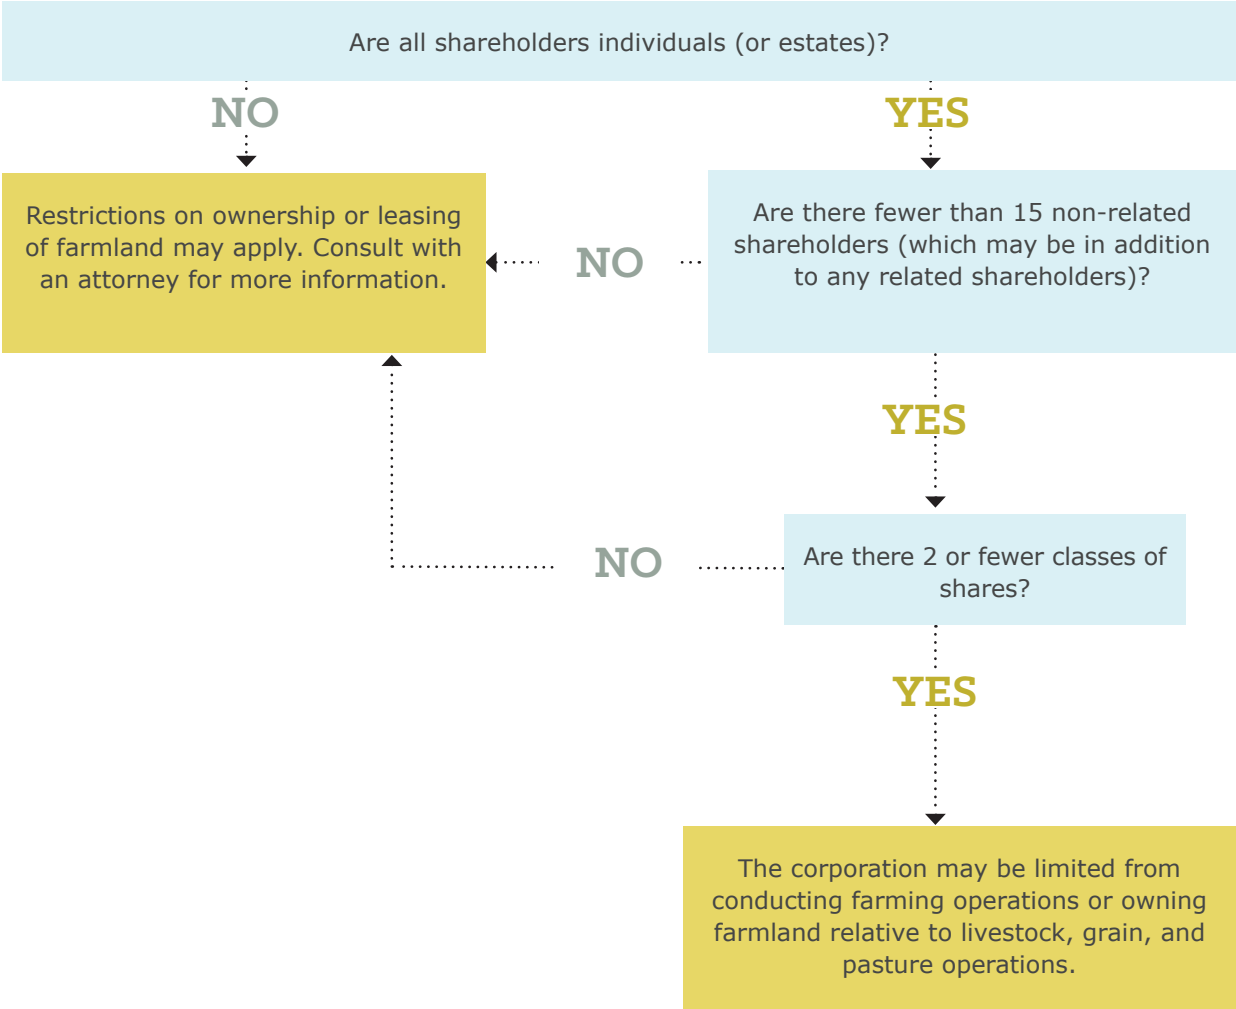 Are all shareholders individuals (or estates)?
NO
YES
Restrictions on ownership or leasing
of farmland may apply. Consult with
an attorney for more information.
NO
Are there fewer than 15 non-related
shareholders (which may be in addition
to any related shareholders)?
YES
NO
Are there 2 or fewer classes of
shares?
YES
The corporation may be limited from
conducting farming operations or owning
farmland relative to livestock, grain, and
pasture operations.